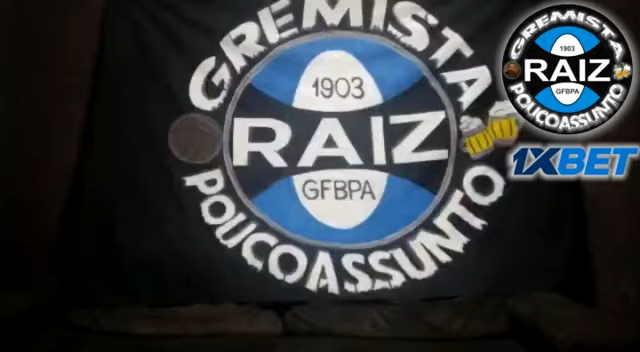 GREMISTA
1903
RAIZ
GFBPA
POUCOASSUNTO
GREMISTA
1903
RAIZ
GFBPA
POUCOASSUNTO
1XBET